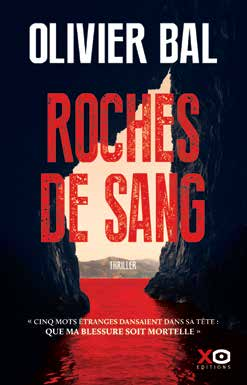 OLIVIER BAL
ROCHES
DE SANG
THRILLER
« CINQ MOTS ÉTRANGES DANSAIENT DANS SA TÊTE :
QUE MA BLESSURE SOIT MORTELLE »
XO
EDITIONS